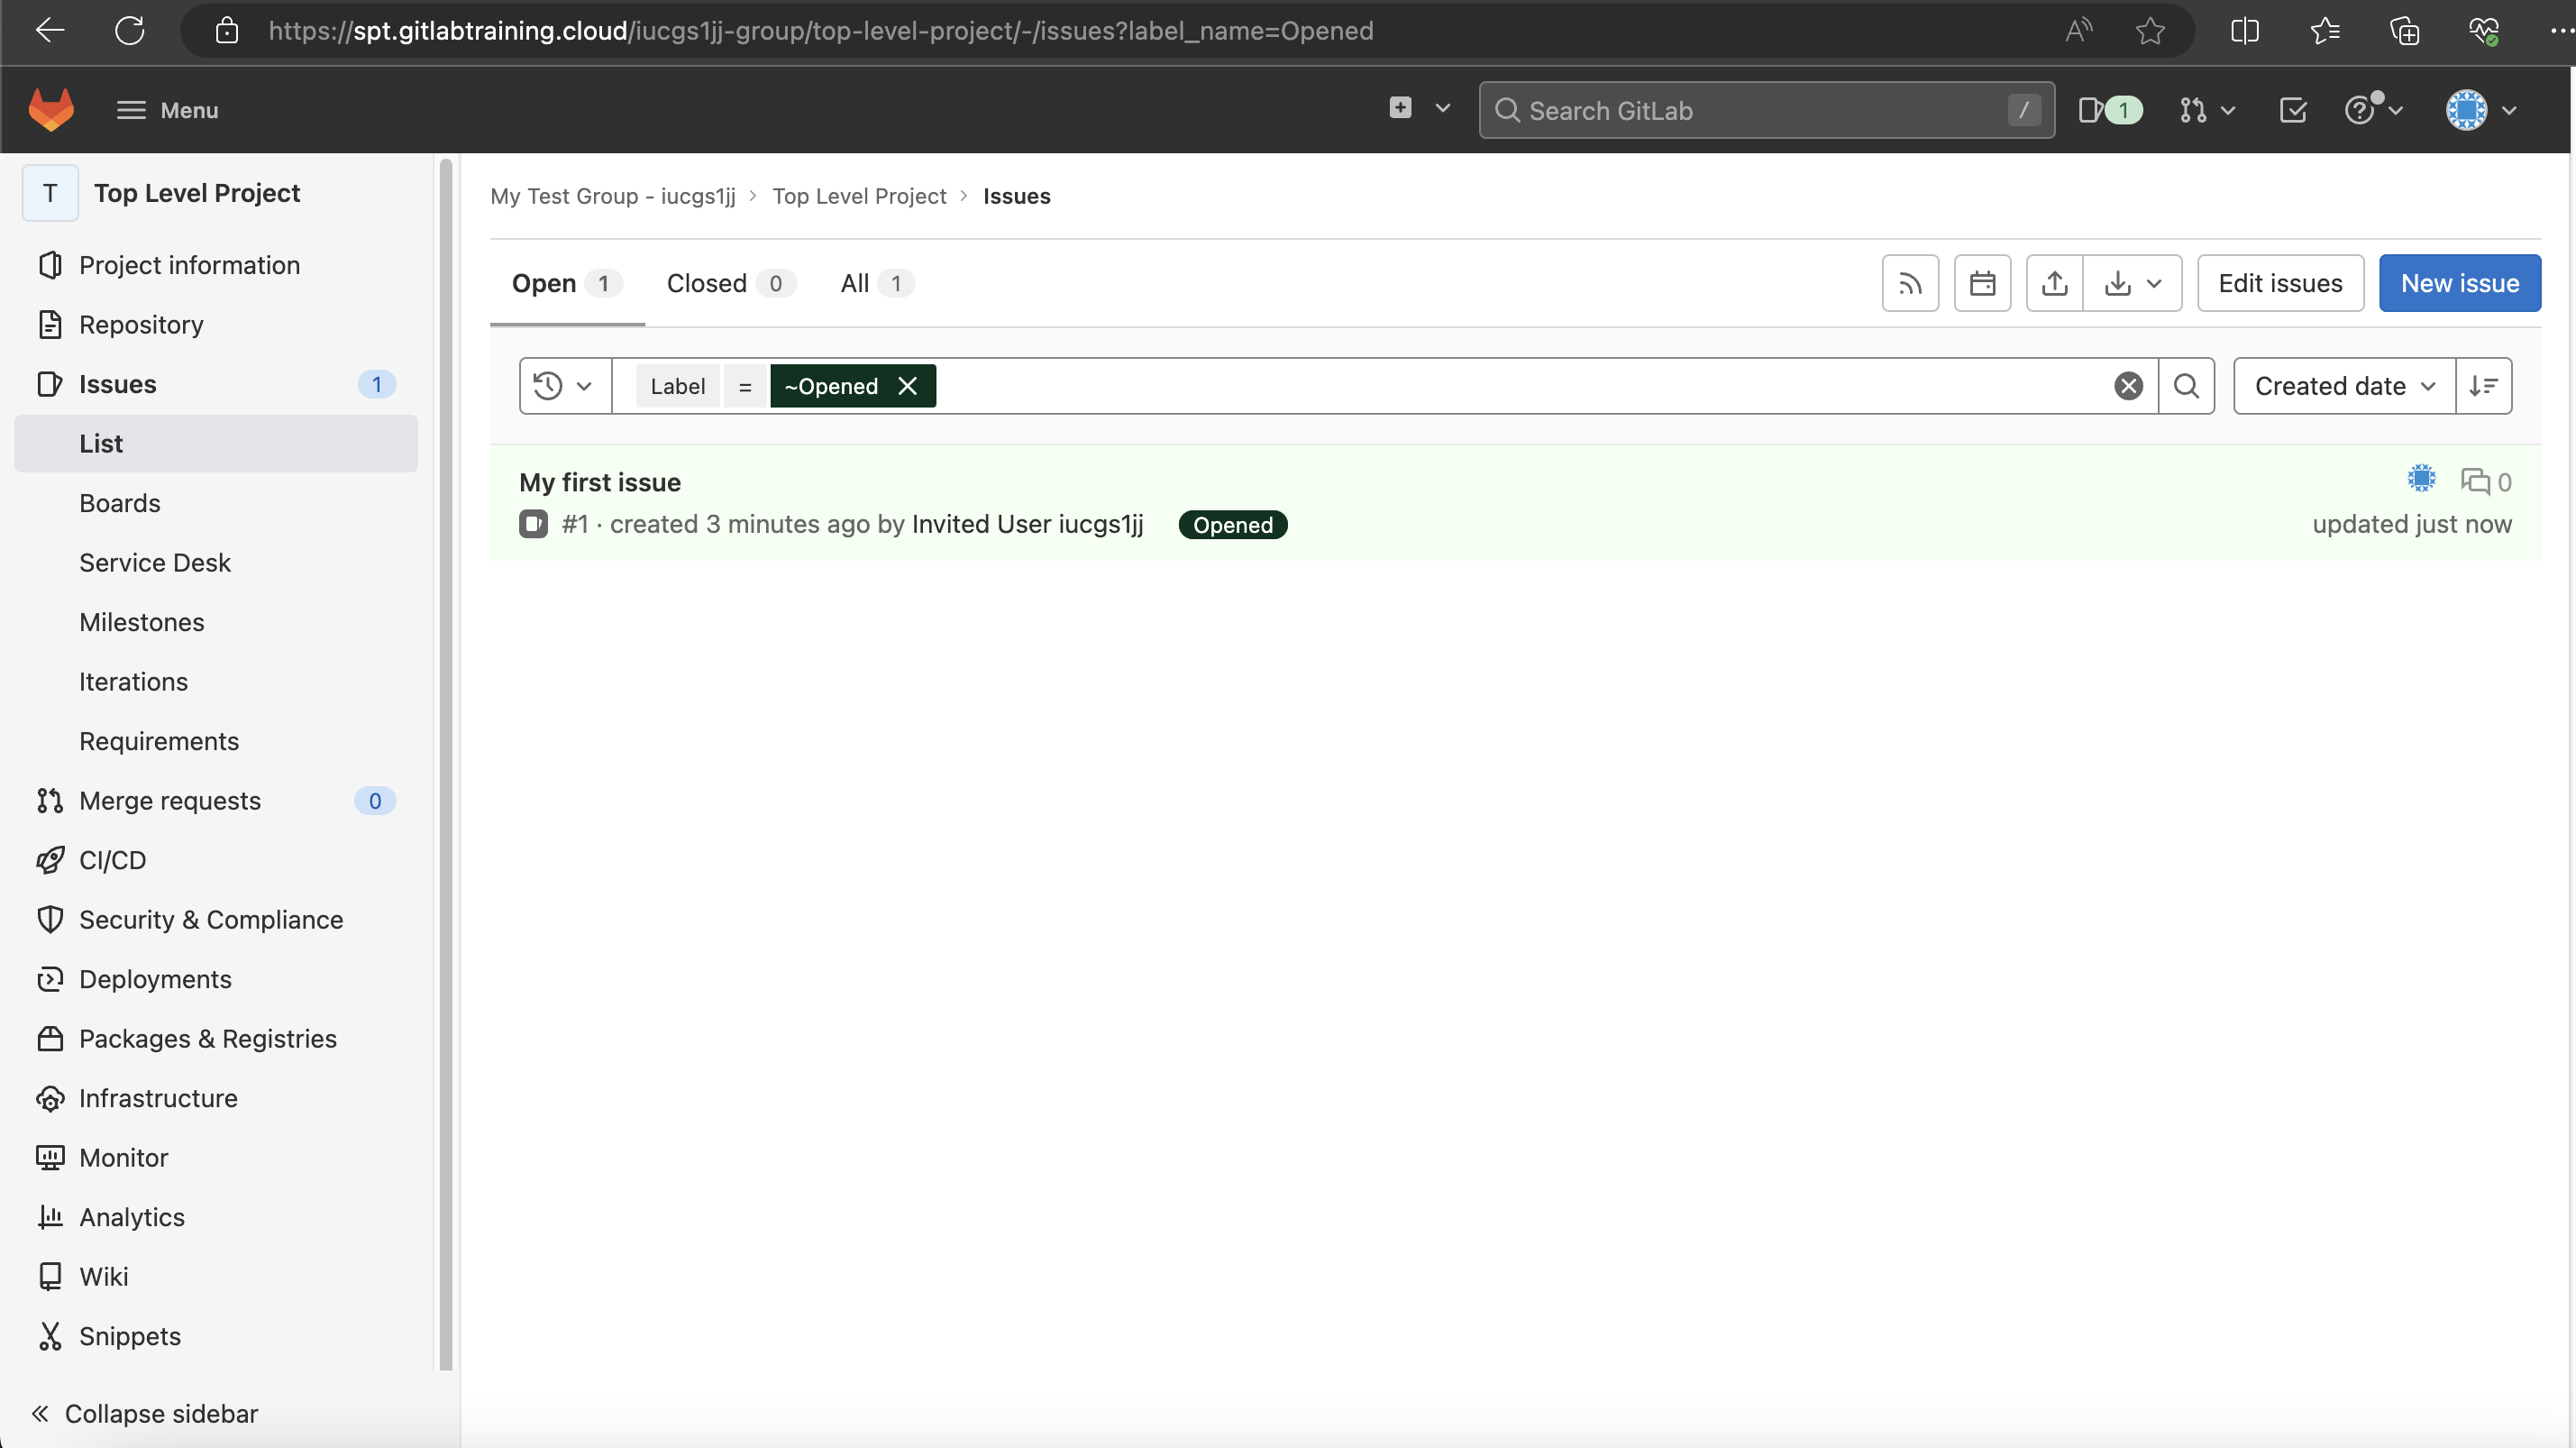 https://spt.gitlabtraining.cloud/iucgs1jj-group/top-level-project/-/issues?label_name=Opened
Menu
Search GitLab /
1
T Top Level Project
Project information
Repository
Issues 1
List
Boards
Service Desk
Milestones
Iterations
Requirements
Merge requests 0
CI/CD
Security & Compliance
Deployments
Packages & Registries
Infrastructure
Monitor
Analytics
Wiki
Snippets
Collapse sidebar
My Test Group - iucgs1jj > Top Level Project > Issues
Open 1 Closed 0 All 1
Edit issues New issue
Label = ~Opened
Created date
My first issue 0
#1 · created 3 minutes ago by Invited User iucgs1jj Opened updated just now